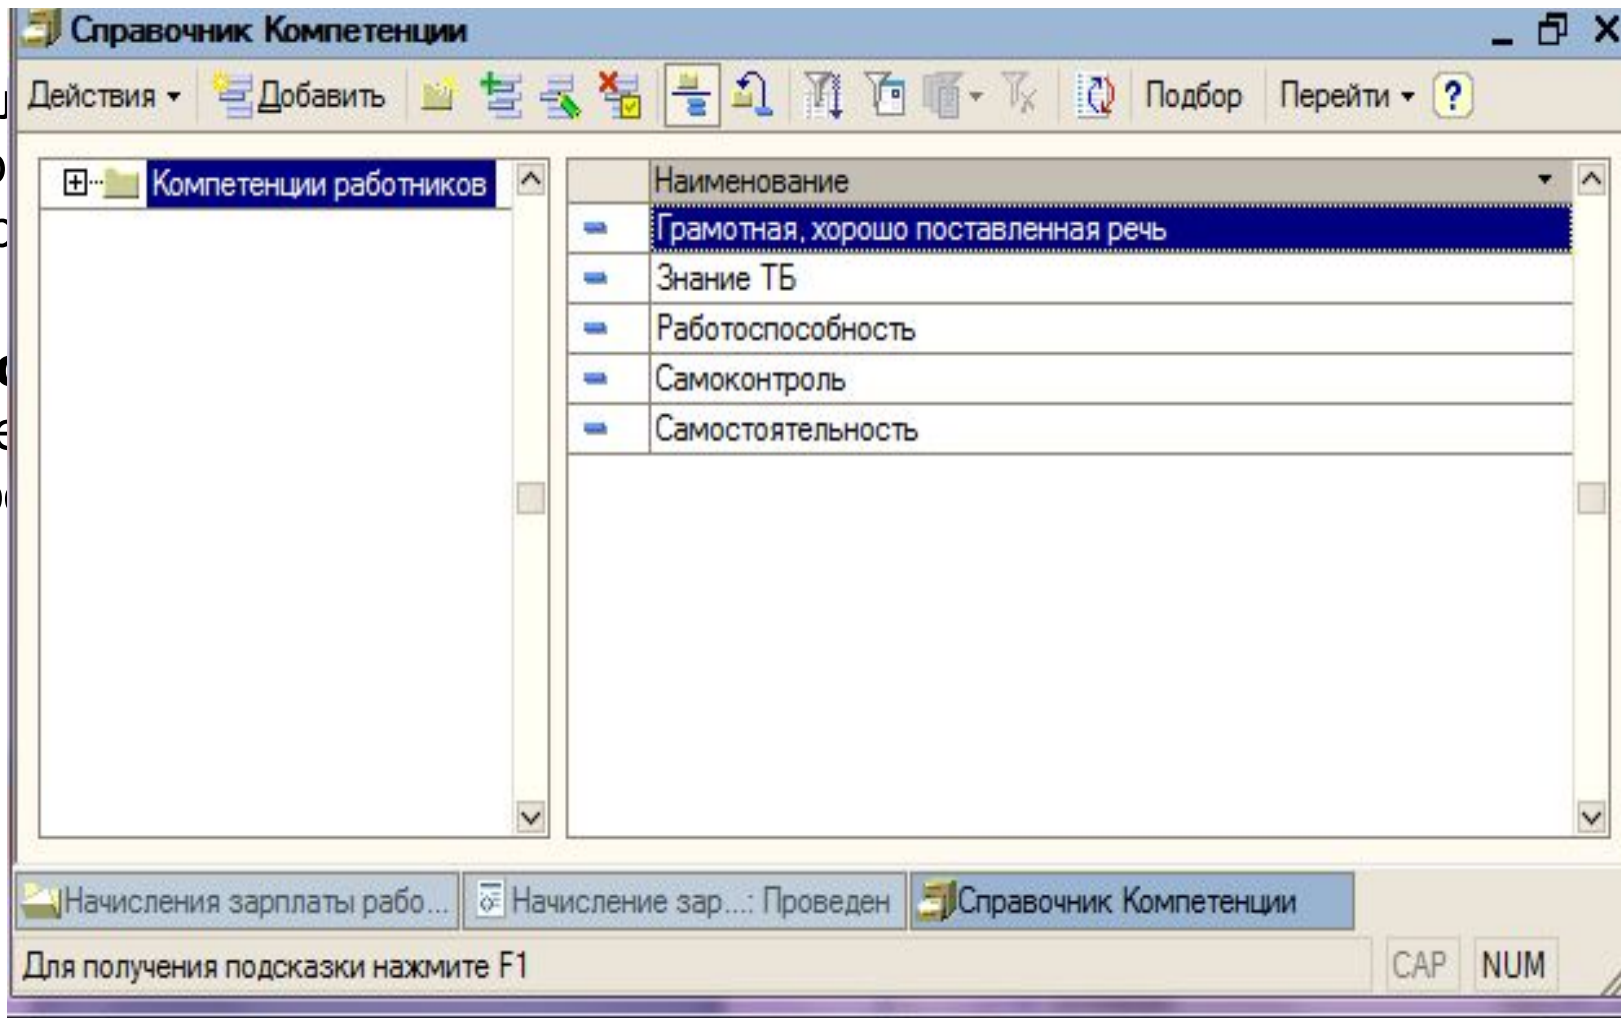 Справочник Компетенции
Действия Добавить Подбор Перейти ?
Компетенции работников
Наименование
Грамотная, хорошо поставленная речь
Знание ТБ
Работоспособность
Самоконтроль
Самостоятельность
Начисления зарплаты рабо... Начисление зар...: Проведен Справочник Компетенции
Для получения подсказки нажмите F1 CAP NUM